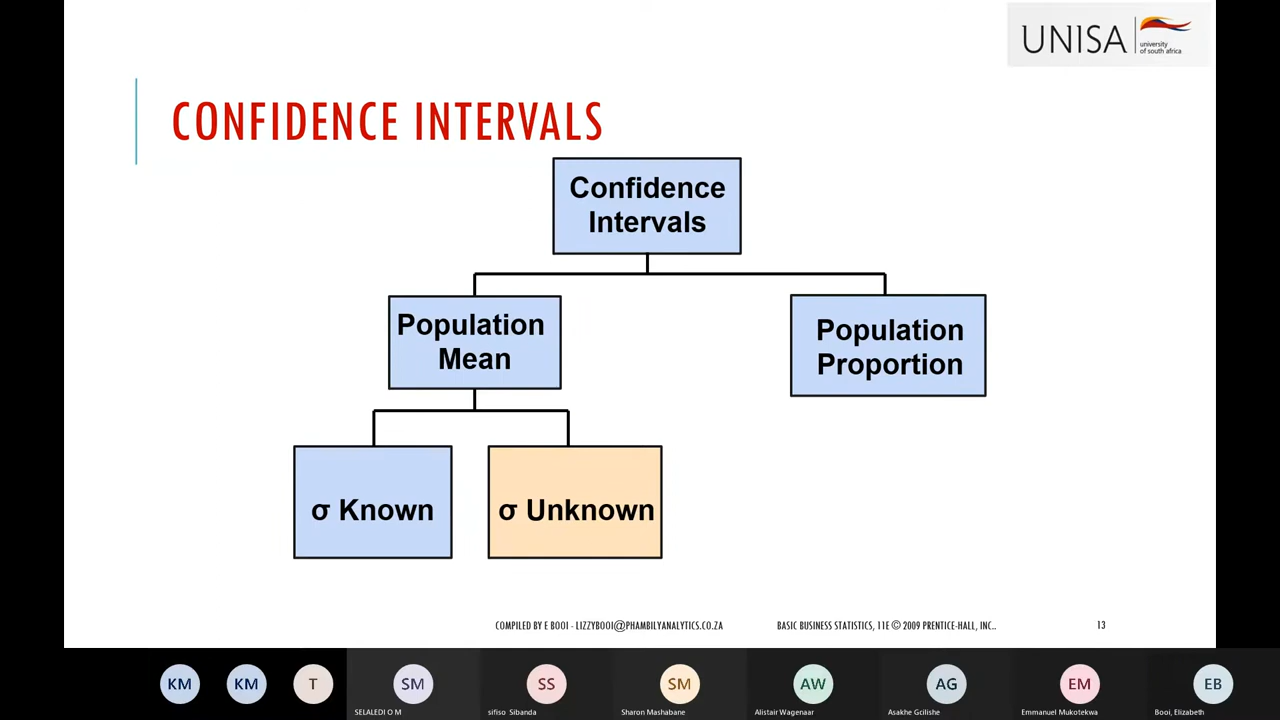 UNISA
university
of south africa
CONFIDENCE INTERVALS
Confidence
Intervals
Population
Mean
Population
Proportion
σ Known
σ Unknown
COMPILED BY E BOOI - LIZZYBOOI@PHAMBILYANALYTICS.CO.ZA
BASIC BUSINESS STATISTICS, 11E © 2009 PRENTICE-HALL, INC..
13
KM
KM
T
SM
SS
SM
AW
AG
EM
EB
SELALEDI O M
sifiso Sibanda
Sharon Mashabane
Alistair Wagenaar
Asakhe Gcilishe
Emmanuel Mukotekwa
Booi, Elizabeth